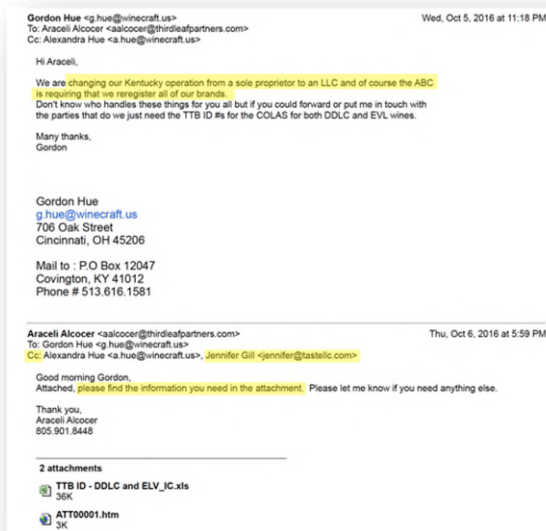 Gordon Hue <g.hue@winecraft.us> Wed, Oct 5, 2016 at 11:18 PM
To: Araceli Alcocer <aalcocer@thirdleafpartners.com>
Cc: Alexandra Hue <a.hue@winecraft.us>
Hi Araceli,
We are changing our Kentucky operation from a sole proprietor to an LLC and of course the ABC
is requiring that we reregister all of our brands.
Don't know who handles these things for you all but if you could forward or put me in touch with
the parties that do we just need the TTB ID #s for the COLAS for both DDLC and EVL wines.
Many thanks,
Gordon
Gordon Hue
g.hue@winecraft.us
706 Oak Street
Cincinnati, OH 45206
Mail to : P.O Box 12047
Covington, KY 41012
Phone # 513.616.1581
Araceli Alcocer <aalcocer@thirdleafpartners.com> Thu, Oct 6, 2016 at 5:59 PM
To: Gordon Hue <g.hue@winecraft.us>
Cc: Alexandra Hue <a.hue@winecraft.us>, Jennifer Gill <jennifer@tastellc.com>
Good morning Gordon,
Attached, please find the information you need in the attachment. Please let me know if you need anything else.
Thank you,
Araceli Alcocer
805.901.8448
2 attachments
TTB ID - DDLC and ELV_IC.xls
36K
ATT00001.htm
3K